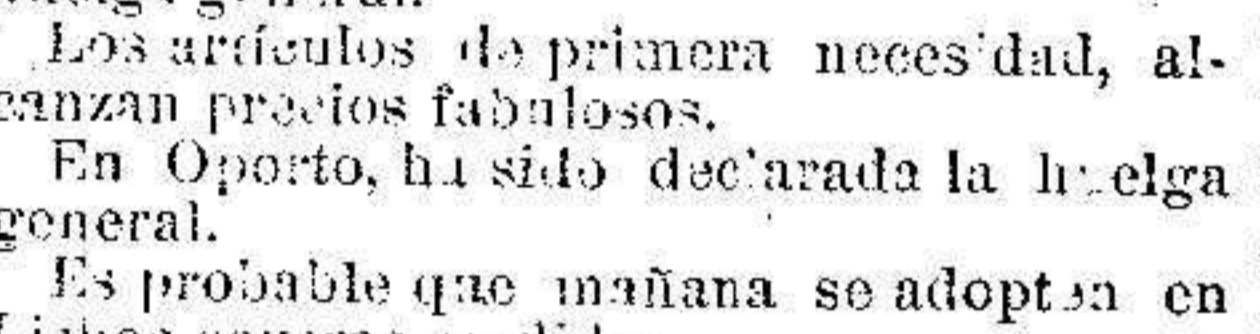 Los artículos de primera necesidad, al-
canzan precios fabulosos.
En Oporto, ha sido declarada la huelga
general.
Es probable que mañana se adopten en